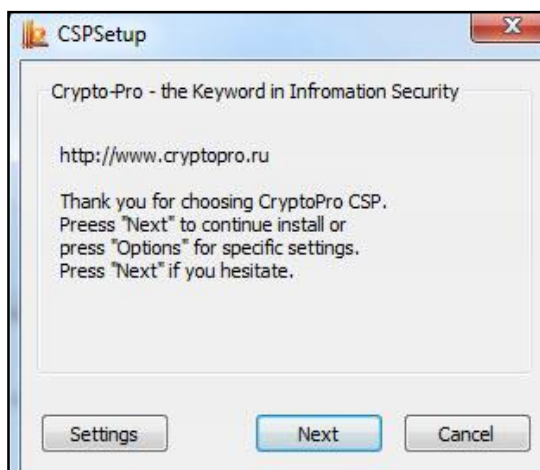 CSPSetup
X
Crypto-Pro - the Keyword in Infromation Security
http://www.cryptopro.ru
Thank you for choosing CryptoPro CSP.
Preess "Next" to continue install or
press "Options" for specific settings.
Press "Next" if you hesitate.
Settings
Next
Cancel